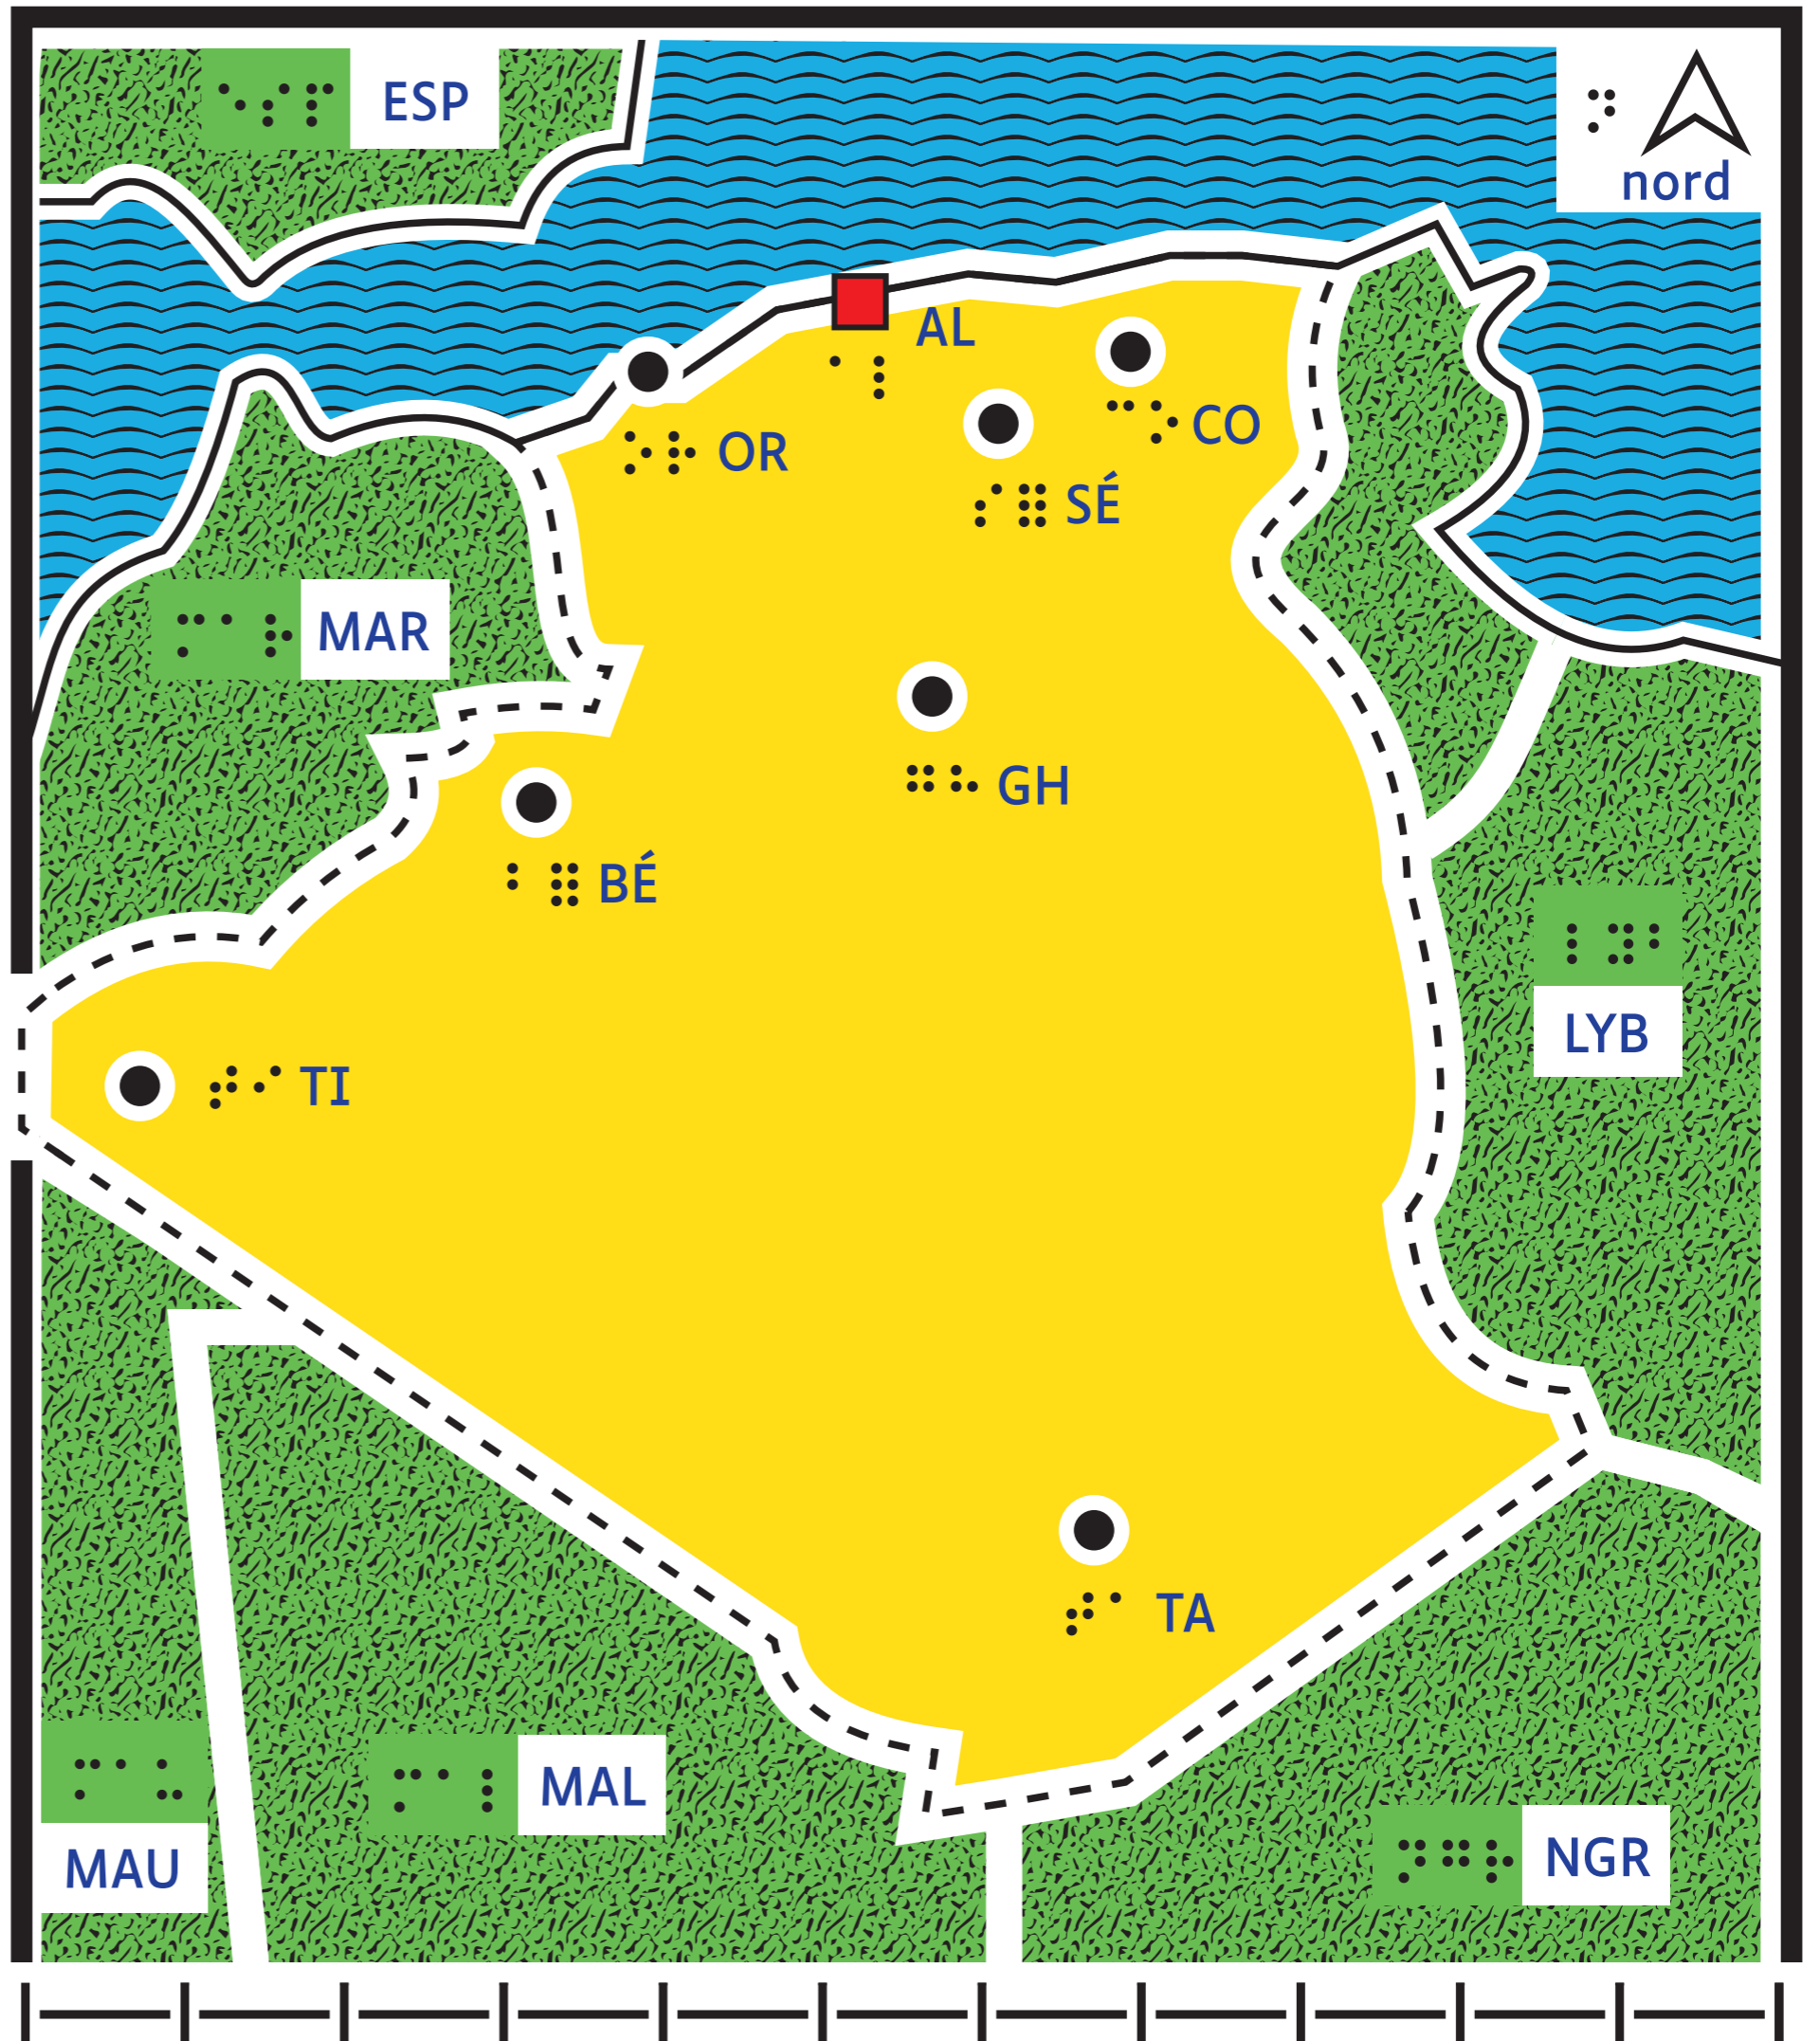 ⠑⠎⠏ ESP
⠝
nord
AL
⠁⠇
⠕⠗ OR
⠉⠕ CO
⠎⠿ SÉ
⠍⠁⠗ MAR
⠛⠓ GH
⠃⠿ BÉ
⠇⠽⠃
LYB
⠞⠊ TI
⠞⠁ TA
⠍⠁⠥
MAU
⠍⠁⠇ MAL
⠝⠛⠗ NGR